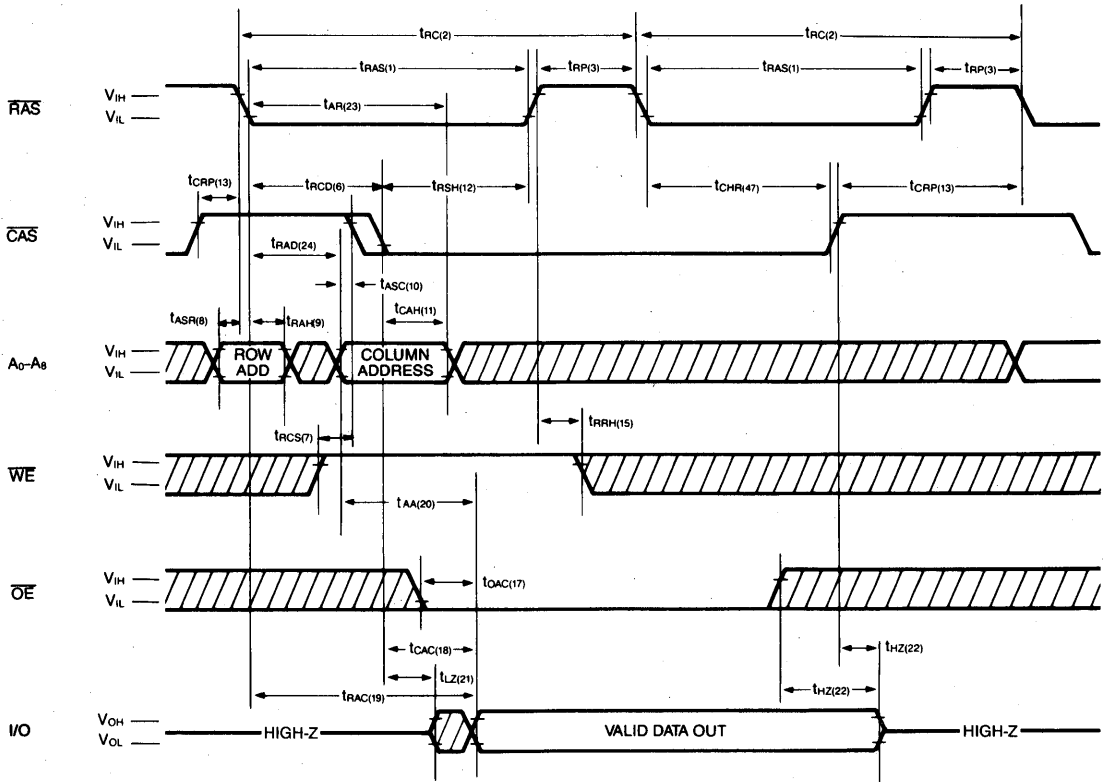 tRC(2) tRC(2)
tRAS(1) tRP(3) tRAS(1) tRP(3)
RAS VIH VIL tAR(23)
tCRP(13) tRCD(6) tRSH(12) tCHR(47) tCRP(13)
CAS VIH VIL
tRAD(24)
tASC(10)
tASR(8) tRAH(9) tCAH(11)
A0–A8 VIH VIL ROW ADD COLUMN ADDRESS
tRCS(7) tRRH(15)
WE VIH VIL
tAA(20)
OE VIH VIL tOAC(17)
tCAC(18) tHZ(22)
tLZ(21)
tRAC(19) tHZ(22)
I/O VOH VOL HIGH-Z VALID DATA OUT HIGH-Z